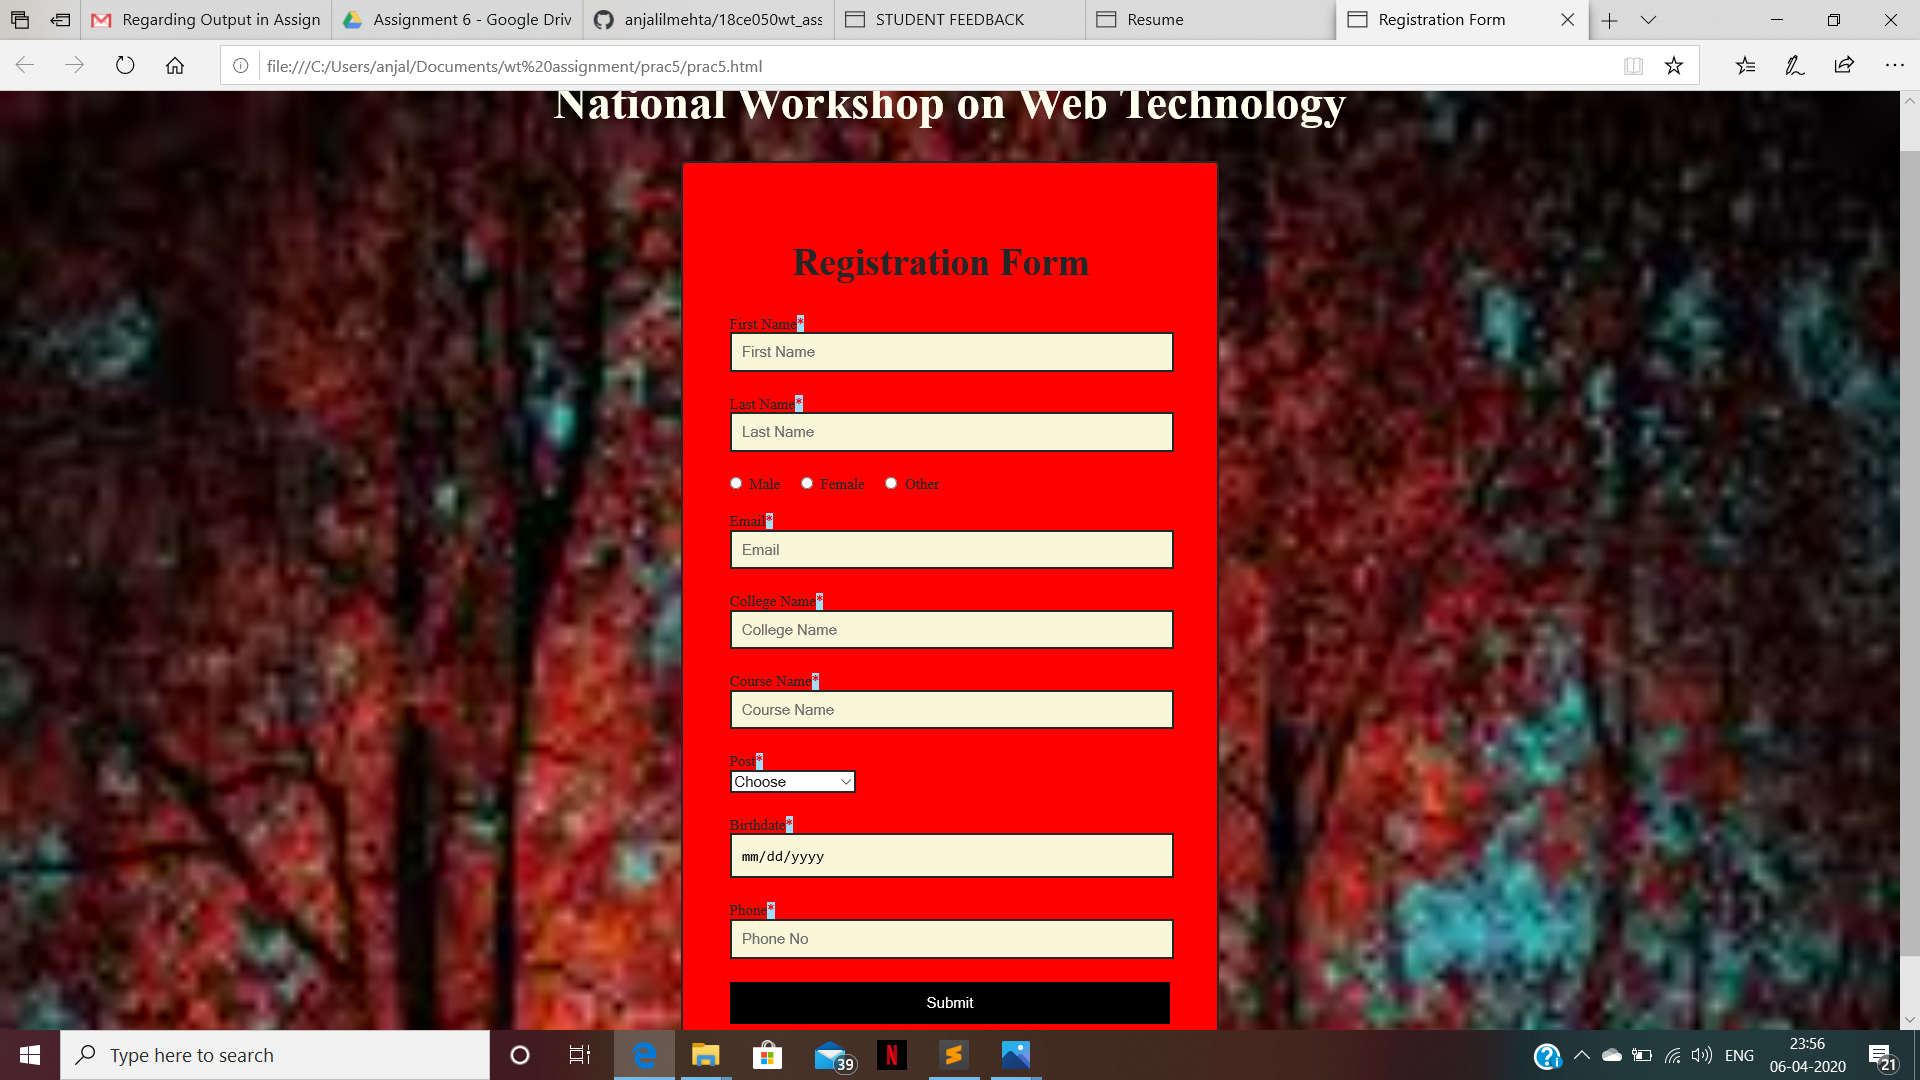 Regarding Output in Assign
Assignment 6 - Google Driv
anjalilmehta/18ce050wt_ass
STUDENT FEEDBACK
Resume
Registration Form
file:///C:/Users/anjal/Documents/wt%20assignment/prac5/prac5.html
National Workshop on Web Technology
Registration Form
First Name*
First Name
Last Name*
Last Name
Male Female Other
Email*
Email
College Name*
College Name
Course Name*
Course Name
Post*
Choose
Birthdate*
mm/dd/yyyy
Phone*
Phone No
Submit
Type here to search
39
N
ENG
23:56
06-04-2020
21